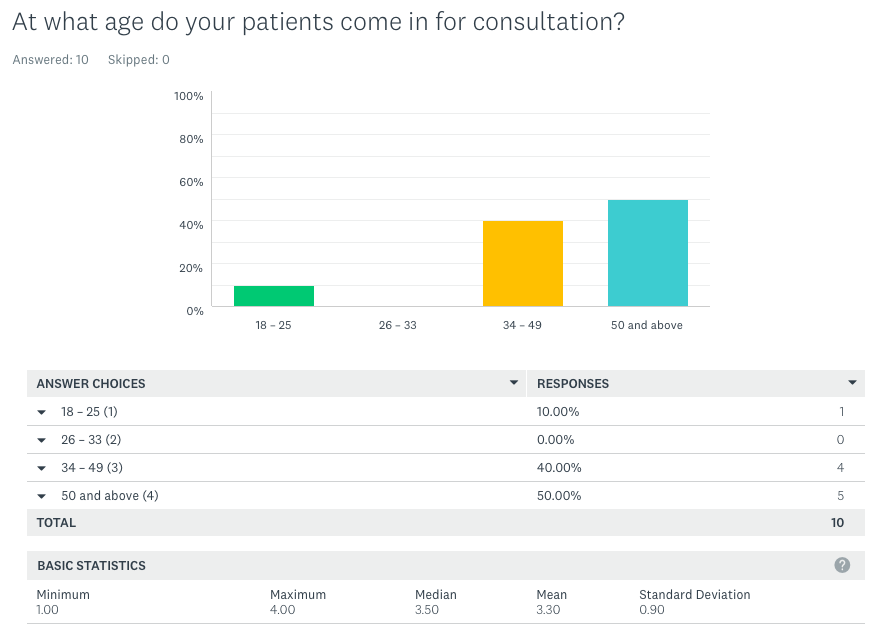 At what age do your patients come in for consultation?
Answered: 10 Skipped: 0
100%
80%
60%
40%
20%
0%
18 – 25 26 – 33 34 – 49 50 and above
ANSWER CHOICES RESPONSES
18 – 25 (1) 10.00% 1
26 – 33 (2) 0.00% 0
34 – 49 (3) 40.00% 4
50 and above (4) 50.00% 5
TOTAL 10
BASIC STATISTICS ?
Minimum Maximum Median Mean Standard Deviation
1.00 4.00 3.50 3.30 0.90